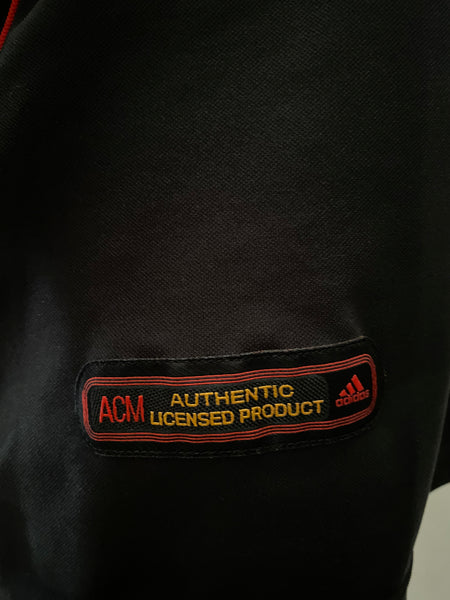 ACM
AUTHENTIC
LICENSED PRODUCT
adidas